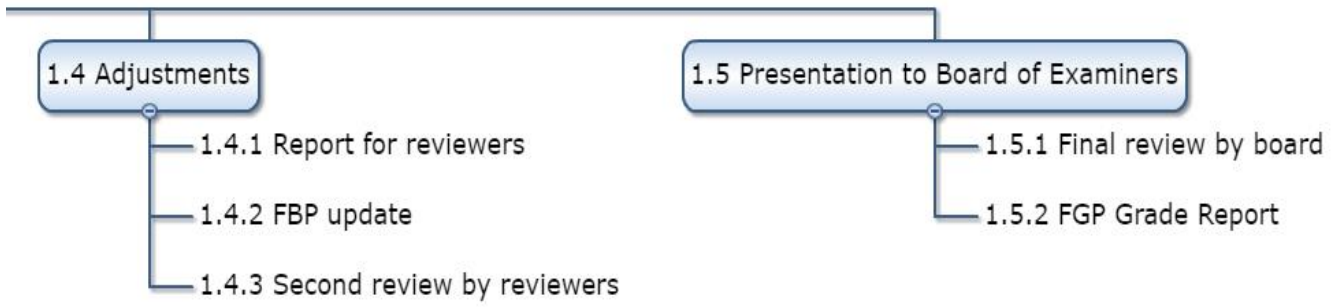 1.4 Adjustments
1.4.1 Report for reviewers
1.4.2 FBP update
1.4.3 Second review by reviewers
1.5 Presentation to Board of Examiners
1.5.1 Final review by board
1.5.2 FGP Grade Report